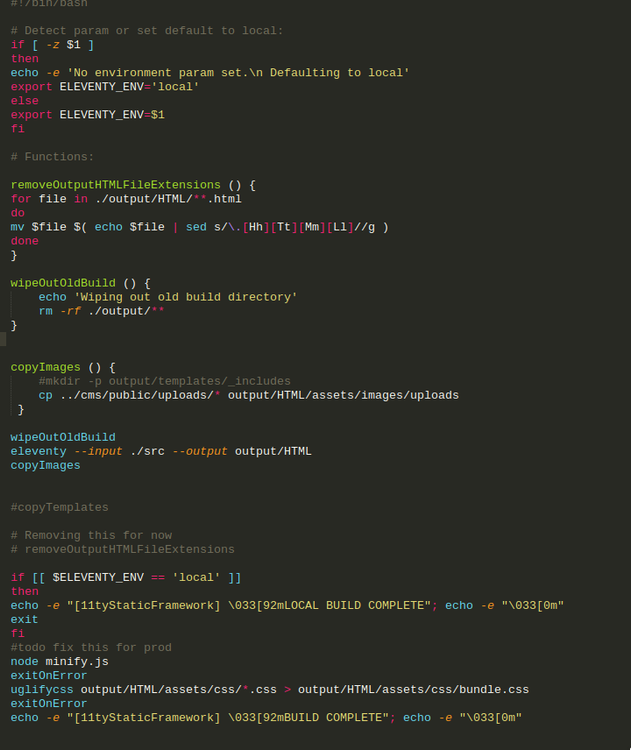 #!/bin/bash
# Detect param or set default to local:
if [ -z $1 ]
then
echo -e 'No environment param set.\n Defaulting to local'
export ELEVENTY_ENV='local'
else
export ELEVENTY_ENV=$1
fi
# Functions:
removeOutputHTMLFileExtensions () {
for file in ./output/HTML/**.html
do
mv $file $( echo $file | sed s/\.[Hh][Tt][Mm][Ll]//g )
done
}
wipeOutOldBuild () {
echo 'Wiping out old build directory'
rm -rf ./output/**
}
copyImages () {
#mkdir -p output/templates/_includes
cp ../cms/public/uploads/* output/HTML/assets/images/uploads
}
wipeOutOldBuild
eleventy --input ./src --output output/HTML
copyImages
#copyTemplates
# Removing this for now
# removeOutputHTMLFileExtensions
if [[ $ELEVENTY_ENV == 'local' ]]
then
echo -e "[11tyStaticFramework] \033[92mLOCAL BUILD COMPLETE"; echo -e "\033[0m"
exit
fi
#todo fix this for prod
node minify.js
exitOnError
uglifycss output/HTML/assets/css/*.css > output/HTML/assets/css/bundle.css
exitOnError
echo -e "[11tyStaticFramework] \033[92mBUILD COMPLETE"; echo -e "\033[0m"